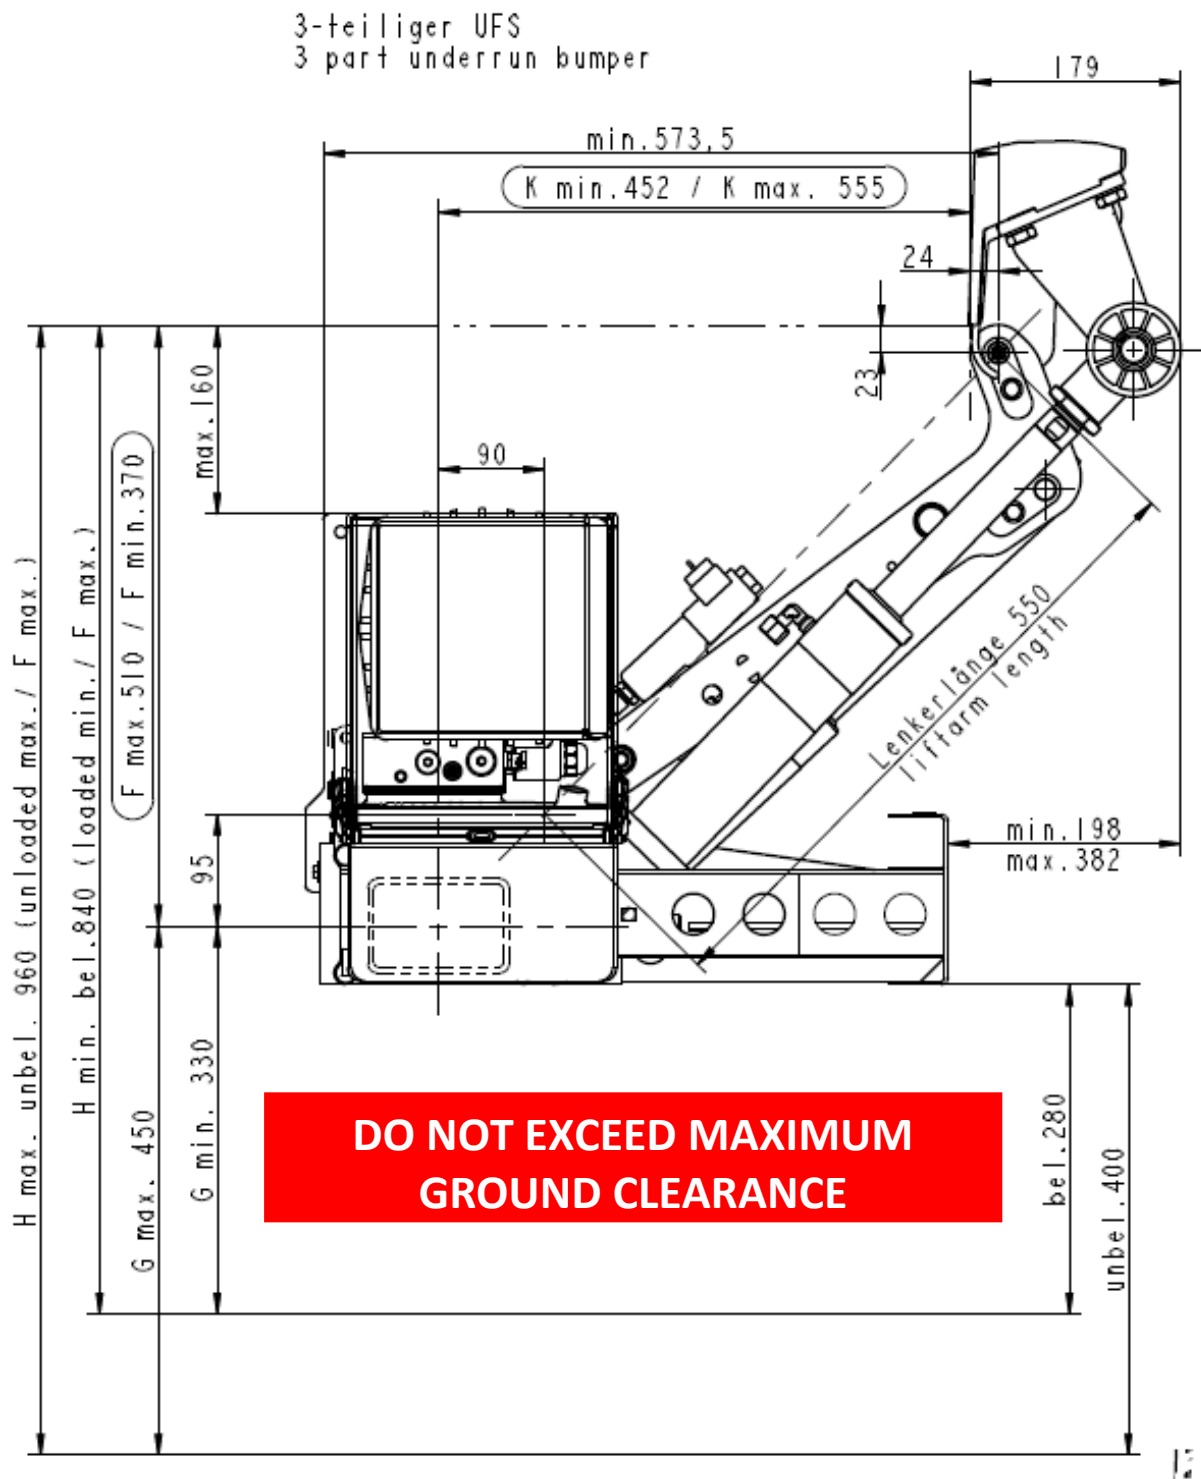 3-teiliger UFS
3 part underrun bumper
179
min.573,5
K min.452 / K max. 555
24
23
max.160
90
F max.510 / F min.370
H max. unbel. 960 (unloaded max./ F max.)
H min. bel.840 (loaded min./ F max.)
Lenkerlänge 550
liftarm length
min.198
max.382
95
G max. 450
G min. 330
DO NOT EXCEED MAXIMUM
GROUND CLEARANCE
bel.280
unbel.400